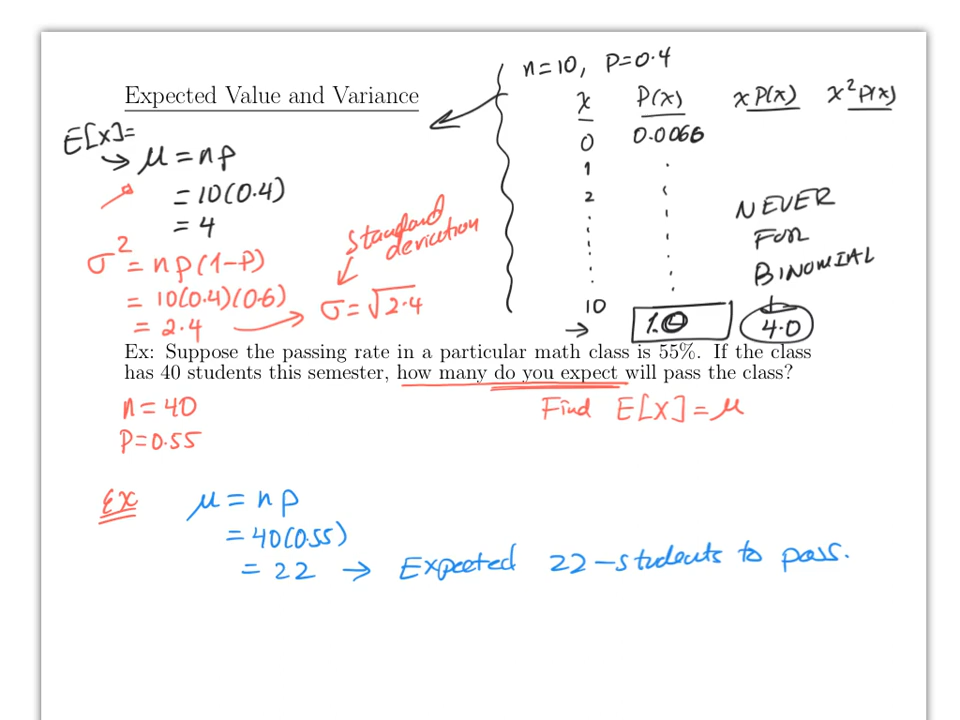 Expected Value and Variance
E[X]=
→ μ = np
= 10(0.4)
= 4
σ² = np(1-p)
= 10(0.4)(0.6)
= 2.4 → σ = √2.4
Standard
deviation
n=10, P=0.4
x P(x) xP(x) x²P(x)
0 0.0066
1 .
2
10
→ 1.0 4.0
NEVER
FOR
BINOMIAL
Ex: Suppose the passing rate in a particular math class is 55%. If the class
has 40 students this semester, how many do you expect will pass the class?
n = 40
P=0.55
Find E[X] = μ
Ex μ = np
= 40(0.55)
= 22 → Expected 22-students to pass.